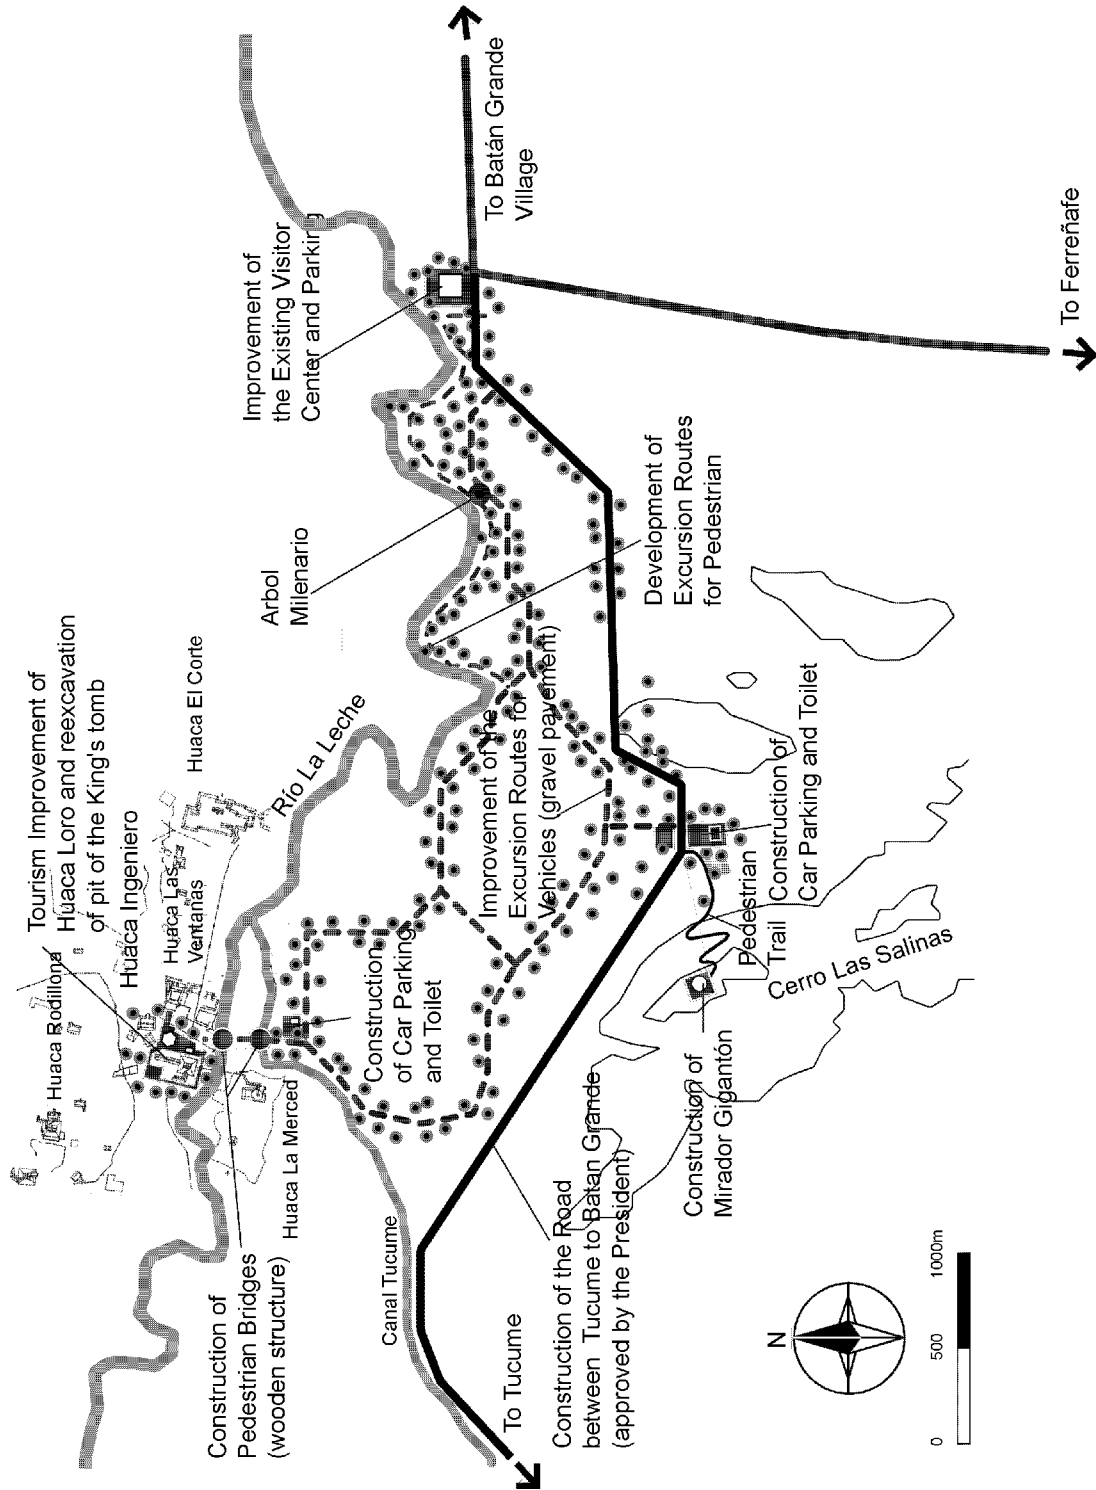 Tourism Improvement of
Huaca Loro and reexcavation
of pit of the King's tomb
Huaca Rodillona
Huaca Ingeniero
Huaca Las
Ventanas
Huaca El Corte
Río La Leche
Improvement of
the Existing Visitor
Center and Parking
Arbol
Milenario
To Batán Grande
Village
To Ferreñafe
Construction of
Pedestrian Bridges
(wooden structure)
Huaca La Merced
Canal Tucume
Construction
of Car Parking
and Toilet
Improvement of the
Excursion Routes for
Vehicles (gravel pavement)
Development of
Excursion Routes
for Pedestrian
To Tucume
Construction of the Road
between Tucume to Batan Grande
(approved by the President)
Construction of
Mirador Gigantón
Pedestrian
Trail
Construction of
Car Parking and Toilet
Cerro Las Salinas
N
0 500 1000m